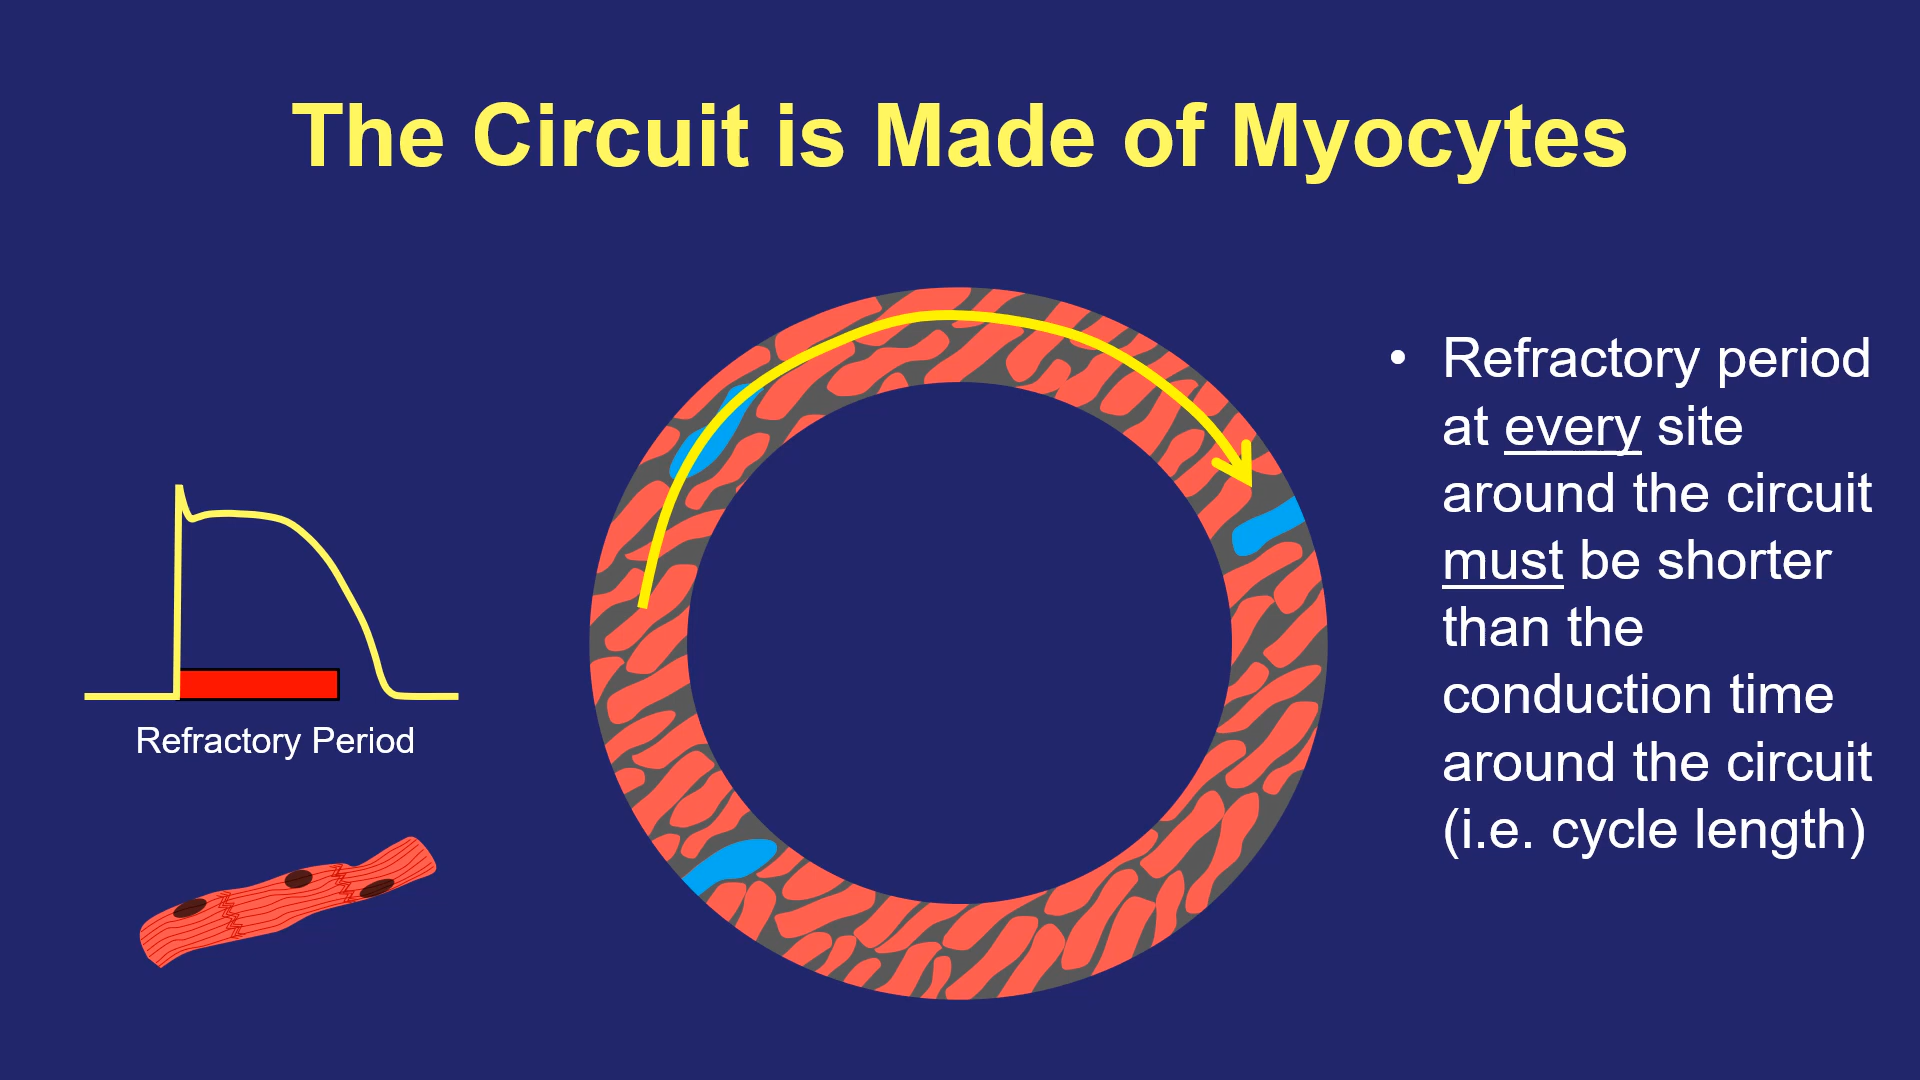 The Circuit is Made of Myocytes
Refractory Period
• Refractory period
at every site
around the circuit
must be shorter
than the
conduction time
around the circuit
(i.e. cycle length)